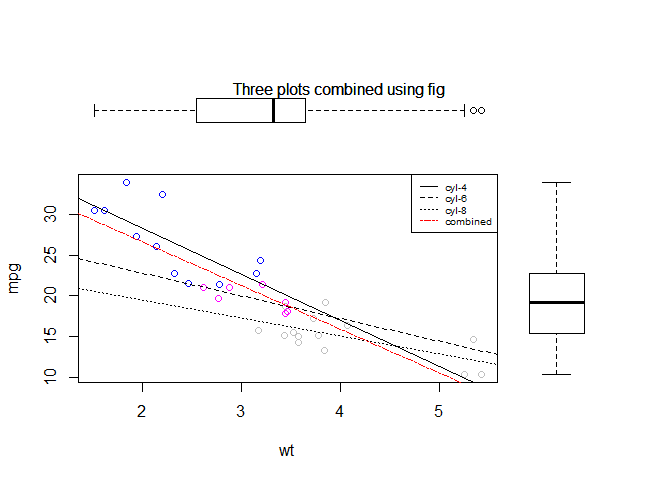 Three plots combined using fig
cyl-4
cyl-6
cyl-8
combined
mpg
30
25
20
15
10
2 3 4 5
wt